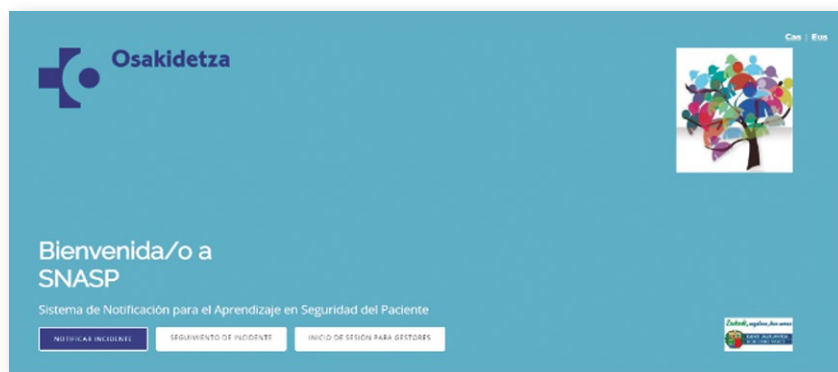 Cas | Eus
Osakidetza
Bienvenida/o a
SNASP
Sistema de Notificación para el Aprendizaje en Seguridad del Paciente
NOTIFICAR INCIDENTE
SEGUIMIENTO DE INCIDENTE
INICIO DE SESIÓN PARA GESTORES